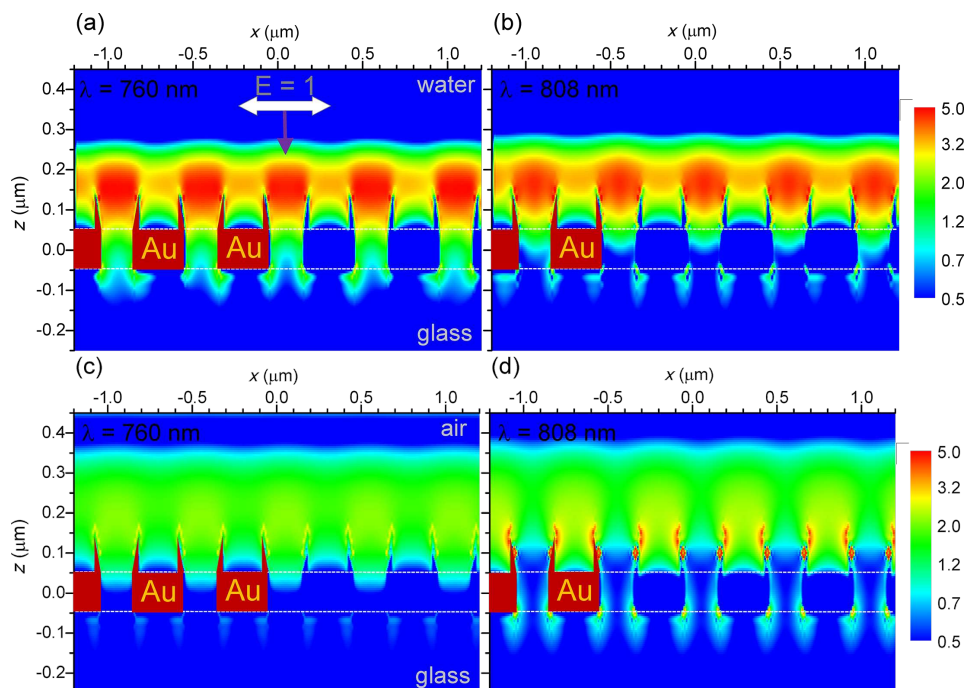 (a)
x (μm)
(b)
x (μm)
-1.0 -0.5 0.0 0.5 1.0
-1.0 -0.5 0.0 0.5 1.0
0.4
λ = 760 nm
E = 1
water
λ = 808 nm
0.3
0.2
0.1
0.0
-0.1
-0.2
z (μm)
Au
Au
Au
glass
5.0
3.2
2.0
1.2
0.7
0.5
(c)
x (μm)
(d)
x (μm)
-1.0 -0.5 0.0 0.5 1.0
-1.0 -0.5 0.0 0.5 1.0
0.4
λ = 760 nm
air
λ = 808 nm
0.3
0.2
0.1
0.0
-0.1
-0.2
z (μm)
Au
Au
Au
glass
5.0
3.2
2.0
1.2
0.7
0.5